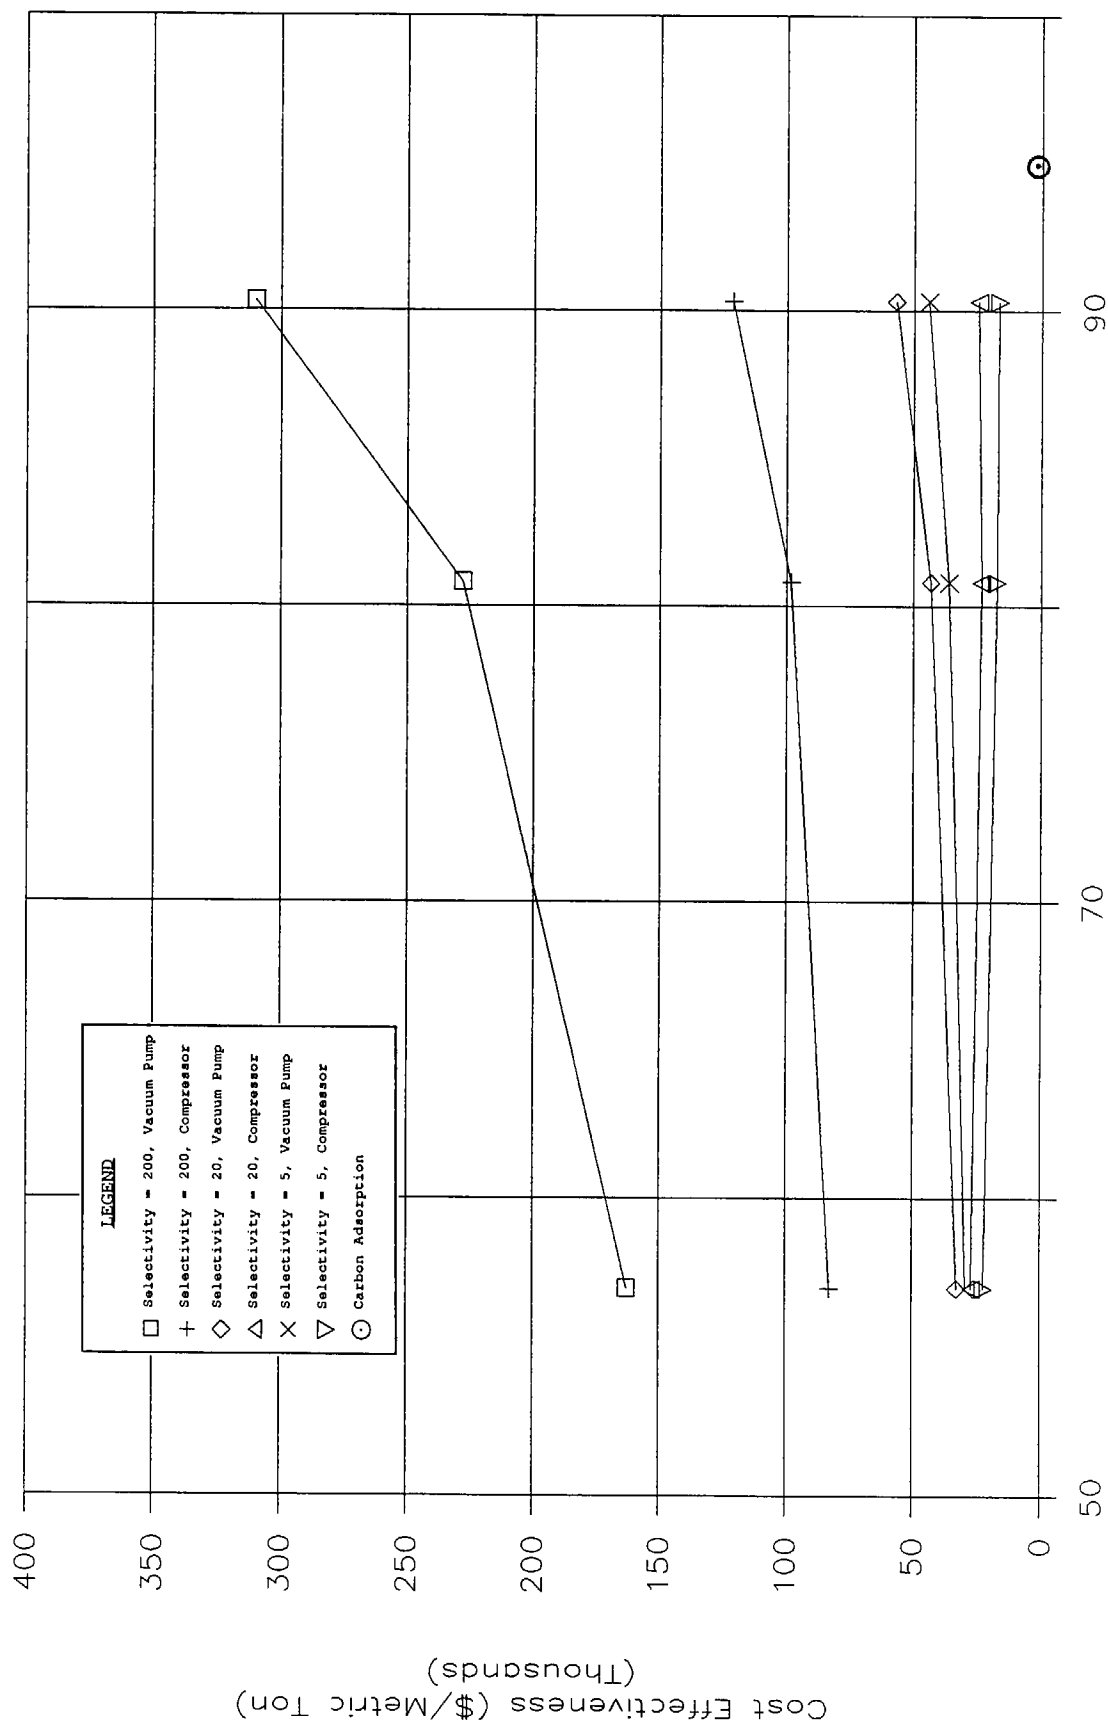 Cost Effectiveness ($/Metric Ton)
(Thousands)
400
350
300
250
200
150
100
50
0
LEGEND
Selectivity = 200, Vacuum Pump
Selectivity = 200, Compressor
Selectivity = 20, Vacuum Pump
Selectivity = 20, Compressor
Selectivity = 5, Vacuum Pump
Selectivity = 5, Compressor
Carbon Adsorption
50
70
90